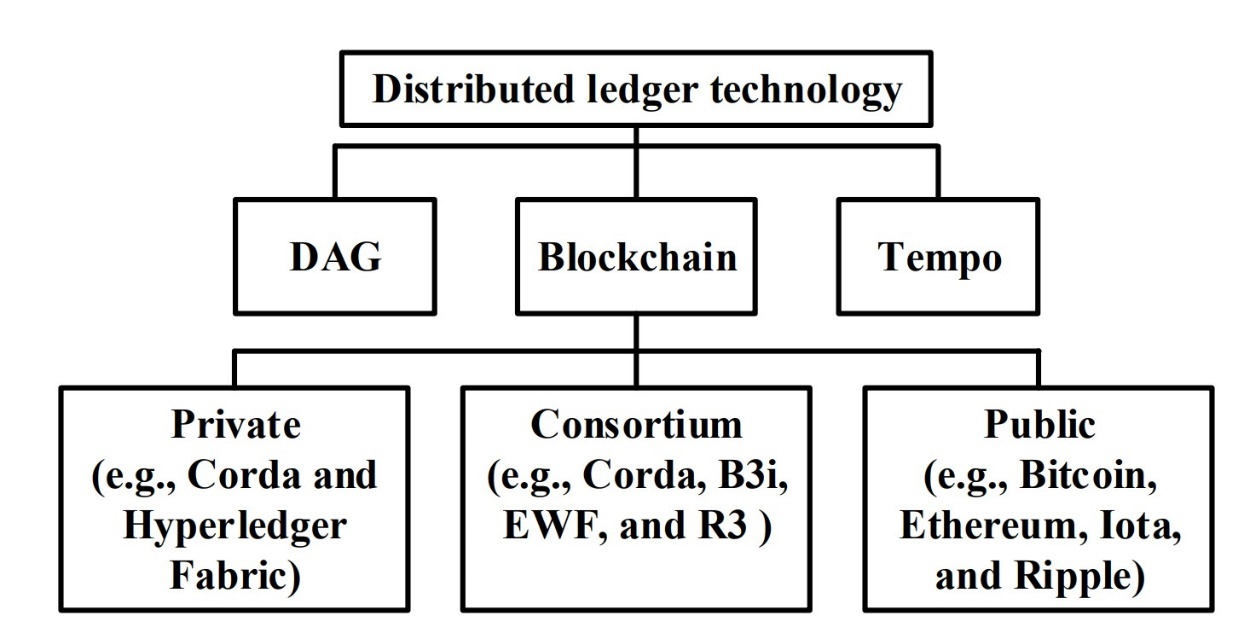 Distributed ledger technology
DAG
Blockchain
Tempo
Private
(e.g., Corda and
Hyperledger
Fabric)
Consortium
(e.g., Corda, B3i,
EWF, and R3 )
Public
(e.g., Bitcoin,
Ethereum, Iota,
and Ripple)